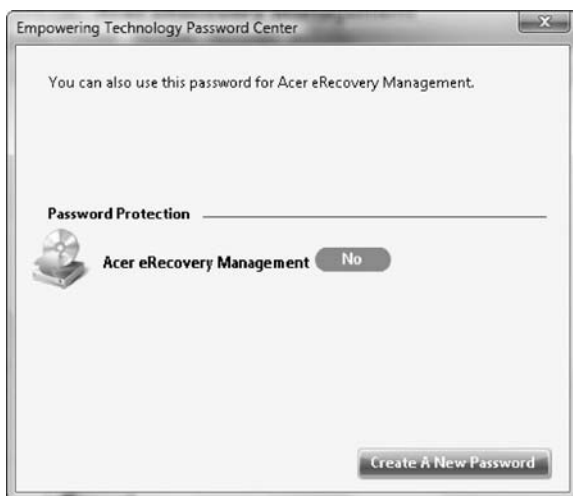 Empowering Technology Password Center
You can also use this password for Acer eRecovery Management.
Password Protection
Acer eRecovery Management No
Create A New Password